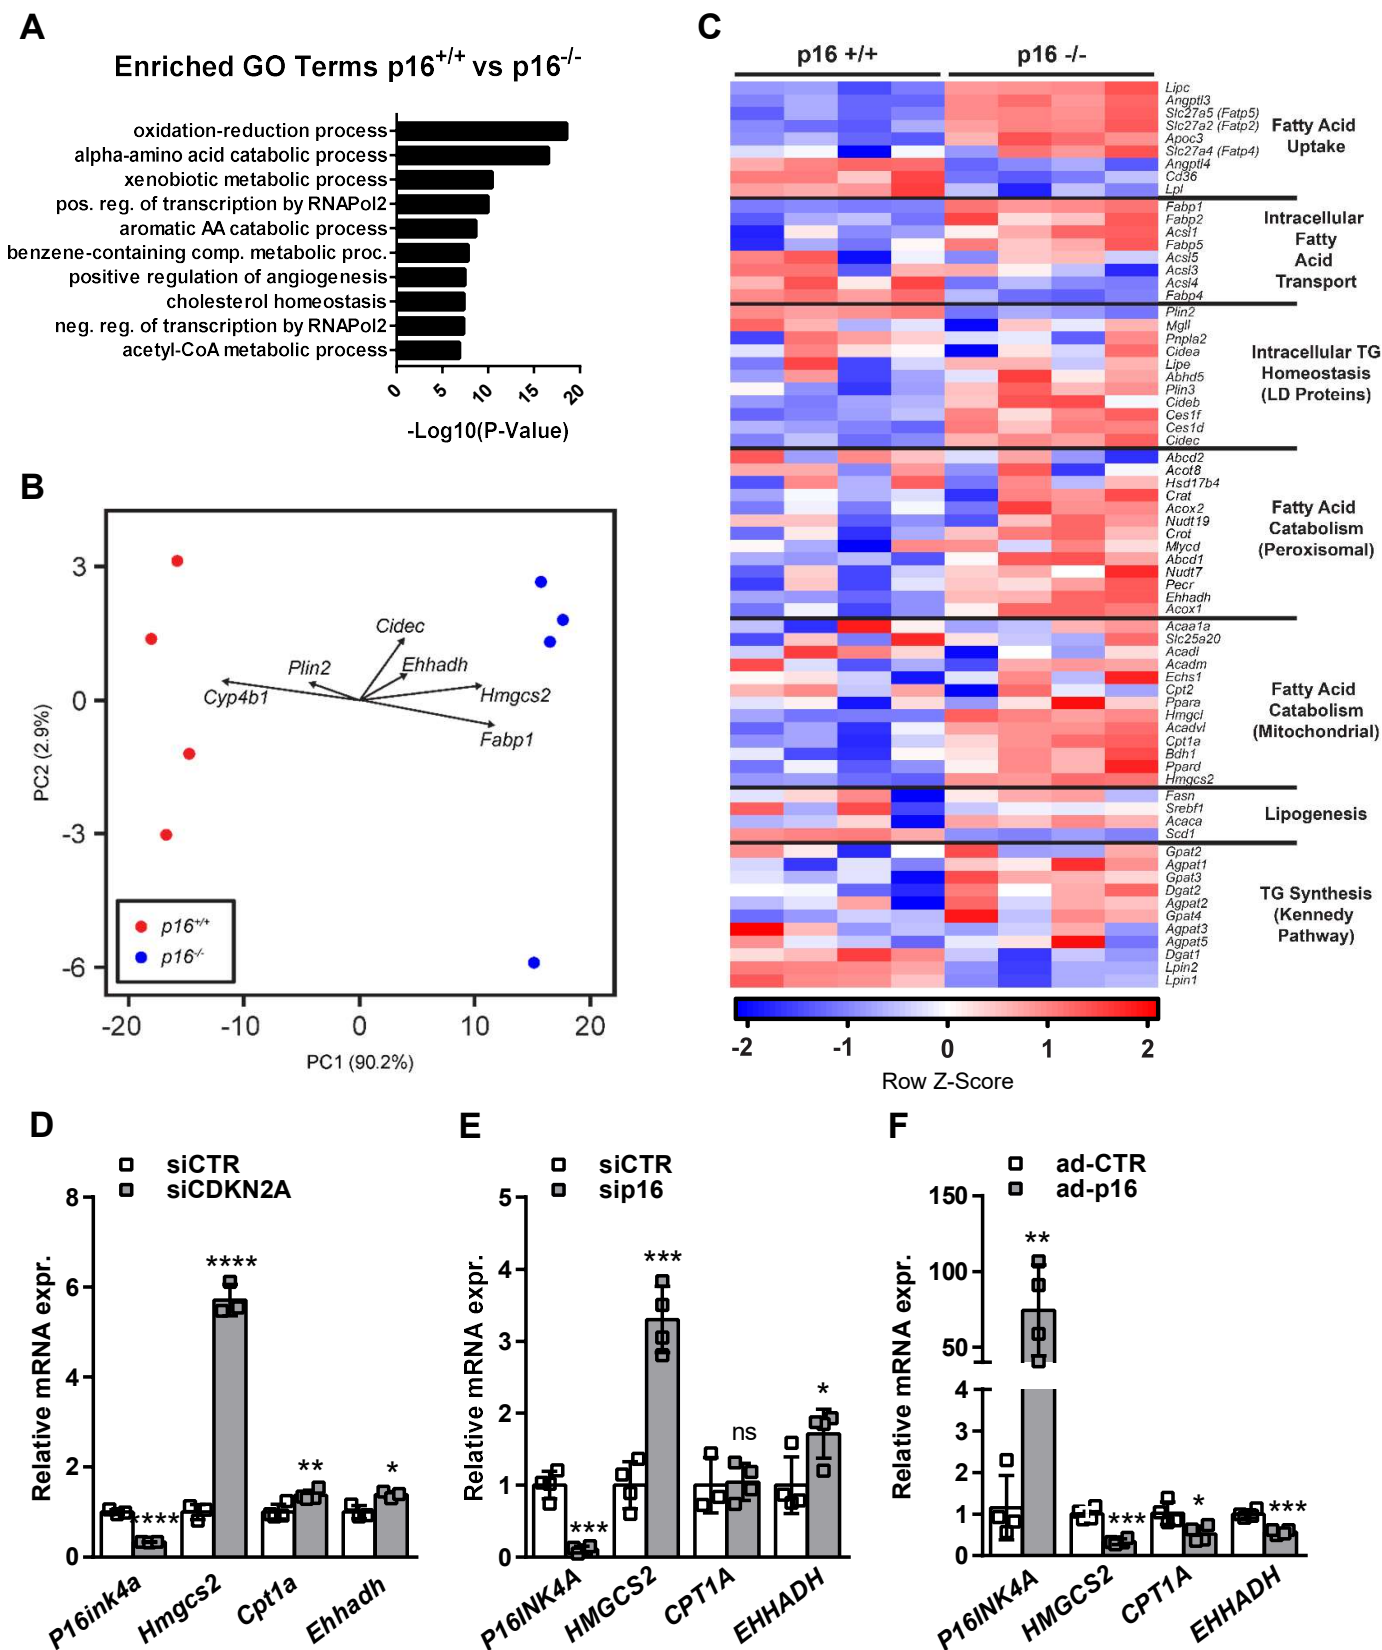 A
Enriched GO Terms p16+/+ vs p16-/-
oxidation-reduction process
alpha-amino acid catabolic process
xenobiotic metabolic process
pos. reg. of transcription by RNAPol2
aromatic AA catabolic process
benzene-containing comp. metabolic proc.
positive regulation of angiogenesis
cholesterol homeostasis
neg. reg. of transcription by RNAPol2
acetyl-CoA metabolic process
0 5 10 15 20
-Log10(P-Value)
B
3
0
-3
-6
PC2 (2.9%)
Cidec
Plin2
Ehhadh
Cyp4b1
Hmgcs2
Fabp1
p16+/+
p16-/-
-20 -10 0 10 20
PC1 (90.2%)
C
p16 +/+ p16 -/-
Lipc
Angptl3
Slc27a5 (Fatp5)
Slc27a2 (Fatp2)
Apoc3
Slc27a4 (Fatp4)
Angptl4
Cd36
Lpl
Fatty Acid
Uptake
Fabp1
Fabp2
Acsl1
Fabp5
Acsl5
Acsl3
Acsl4
Fabp4
Intracellular
Fatty
Acid
Transport
Plin2
Mgll
Pnpla2
Cidea
Lipe
Abhd5
Plin3
Cideb
Ces1f
Ces1d
Cidec
Intracellular TG
Homeostasis
(LD Proteins)
Abcd2
Acot8
Hsd17b4
Crat
Acox2
Nudt19
Crot
Mlycd
Abcd1
Nudt7
Pecr
Ehhadh
Acox1
Fatty Acid
Catabolism
(Peroxisomal)
Acaa1a
Slc25a20
Acadl
Acadm
Echs1
Cpt2
Ppara
Hmgcl
Acadvl
Cpt1a
Bdh1
Ppard
Hmgcs2
Fatty Acid
Catabolism
(Mitochondrial)
Fasn
Srebf1
Acaca
Scd1
Lipogenesis
Gpat2
Agpat1
Gpat3
Dgat2
Agpat2
Gpat4
Agpat3
Agpat5
Dgat1
Lpin2
Lpin1
TG Synthesis
(Kennedy
Pathway)
-2 -1 0 1 2
Row Z-Score
D
siCTR
siCDKN2A
8
6
4
2
0
Relative mRNA expr.
****
****
**
*
P16ink4a Hmgcs2 Cpt1a Ehhadh
E
siCTR
sip16
5
4
3
2
1
0
Relative mRNA expr.
***
***
ns
*
P16INK4A HMGCS2 CPT1A EHHADH
F
ad-CTR
ad-p16
150
100
50
4
3
2
1
0
Relative mRNA expr.
**
***
*
***
P16INK4A HMGCS2 CPT1A EHHADH